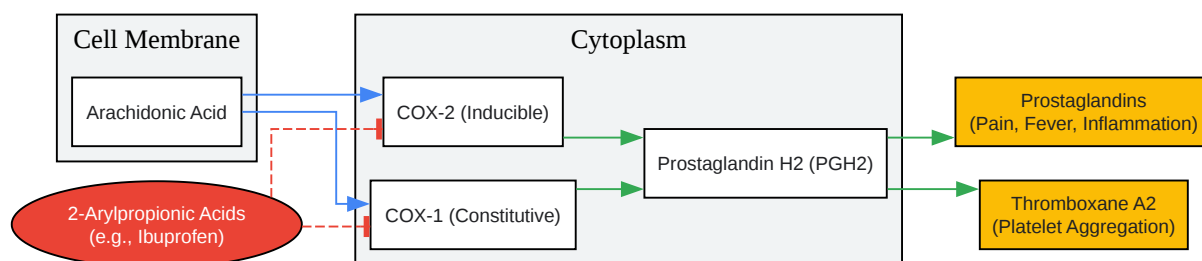 Cell Membrane
Arachidonic Acid
2-Arylpropionic Acids
(e.g., Ibuprofen)
Cytoplasm
COX-2 (Inducible)
COX-1 (Constitutive)
Prostaglandin H2 (PGH2)
Prostaglandins
(Pain, Fever, Inflammation)
Thromboxane A2
(Platelet Aggregation)